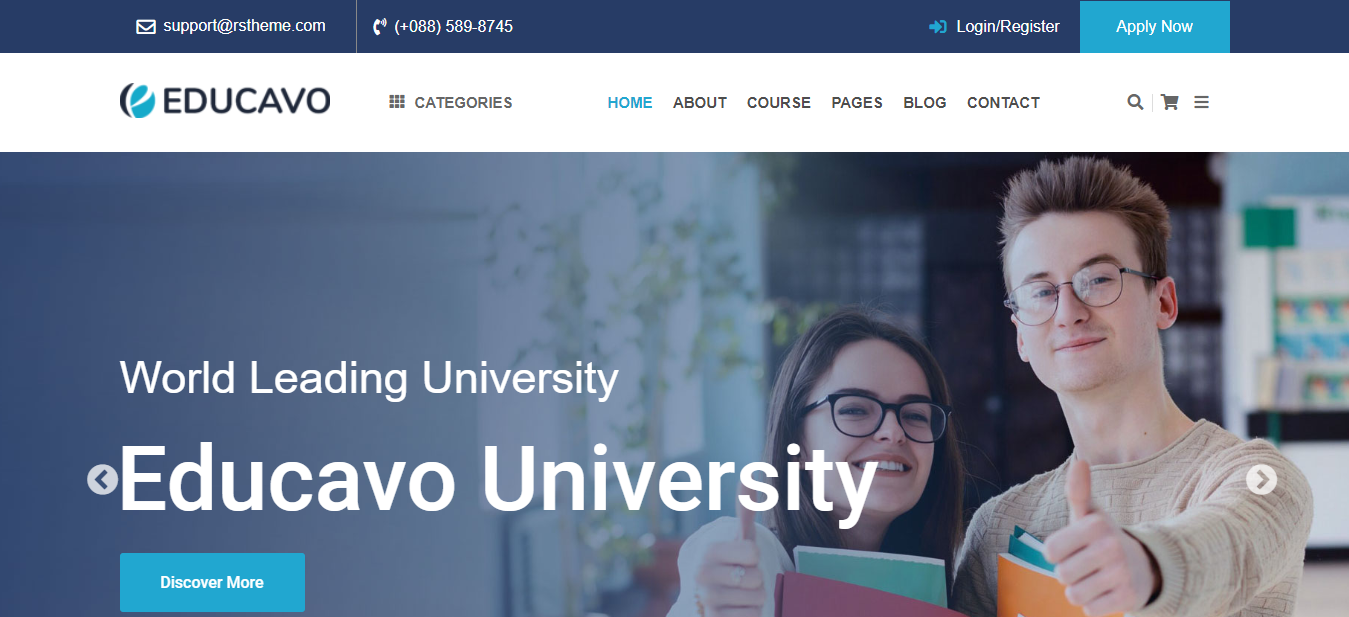 support@rstheme.com (+088) 589-8745 Login/Register Apply Now
EDUCAVO CATEGORIES HOME ABOUT COURSE PAGES BLOG CONTACT
World Leading University
Educavo University
Discover More